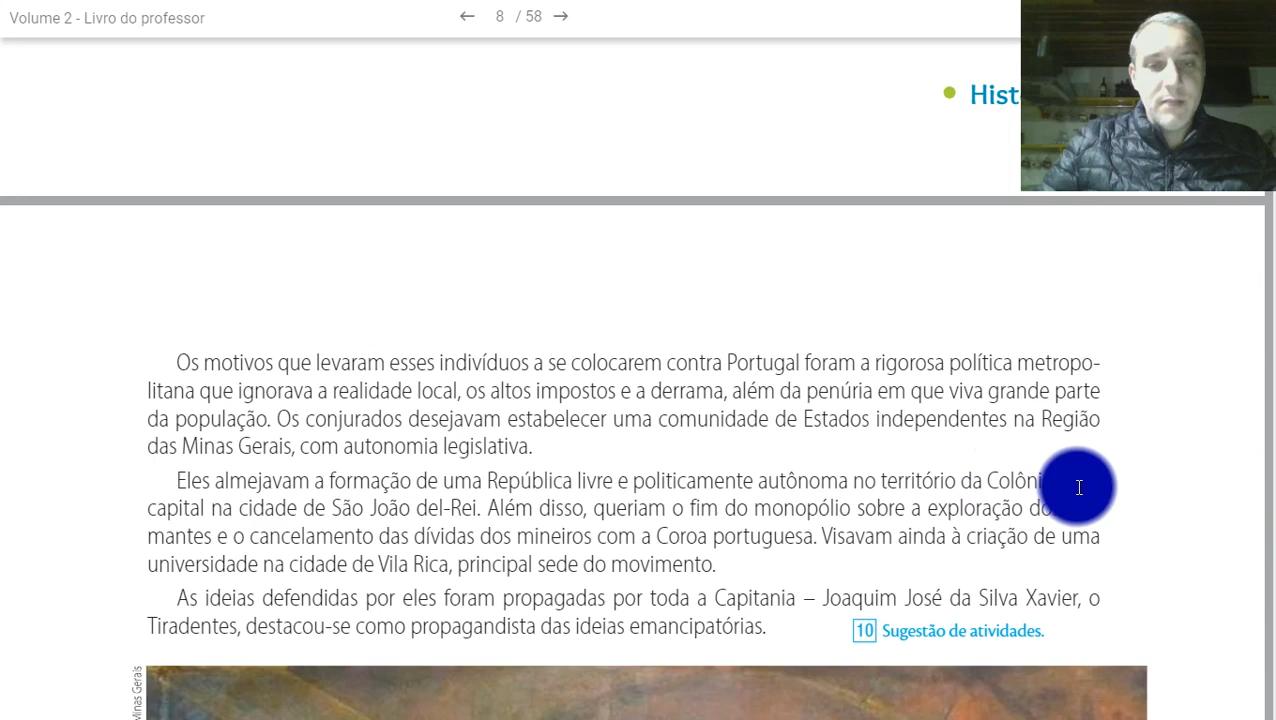 Volume 2 - Livro do professor
← 8 / 58 →
• Hist
Os motivos que levaram esses indivíduos a se colocarem contra Portugal foram a rigorosa política metropo-
litana que ignorava a realidade local, os altos impostos e a derrama, além da penúria em que viva grande parte
da população. Os conjurados desejavam estabelecer uma comunidade de Estados independentes na Região
das Minas Gerais, com autonomia legislativa.
Eles almejavam a formação de uma República livre e politicamente autônoma no território da Colôni
capital na cidade de São João del-Rei. Além disso, queriam o fim do monopólio sobre a exploração do
mantes e o cancelamento das dívidas dos mineiros com a Coroa portuguesa. Visavam ainda à criação de uma
universidade na cidade de Vila Rica, principal sede do movimento.
As ideias defendidas por eles foram propagadas por toda a Capitania – Joaquim José da Silva Xavier, o
Tiradentes, destacou-se como propagandista das ideias emancipatórias.
10 Sugestão de atividades.
Minas Gerais